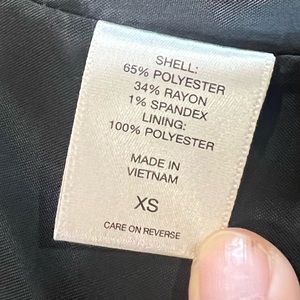 SHELL:
65% POLYESTER
34% RAYON
1% SPANDEX
LINING:
100% POLYESTER
MADE IN
VIETNAM
XS
CARE ON REVERSE